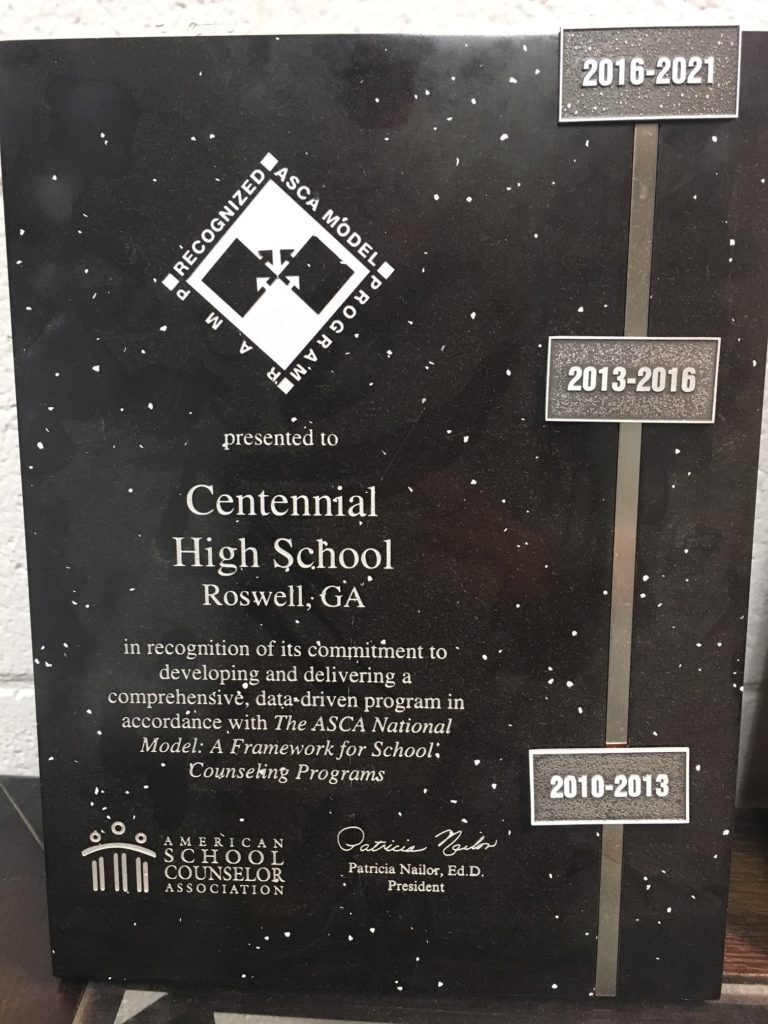 2016-2021
RECOGNIZED
ASCA MODEL
PROGRAM
RAMP
2013-2016
presented to
Centennial
High School
Roswell, GA
in recognition of its commitment to
developing and delivering a
comprehensive, data-driven program in
accordance with The ASCA National
Model: A Framework for School
Counseling Programs
2010-2013
AMERICAN
SCHOOL
COUNSELOR
ASSOCIATION
Patricia Nailor
Patricia Nailor, Ed.D.
President